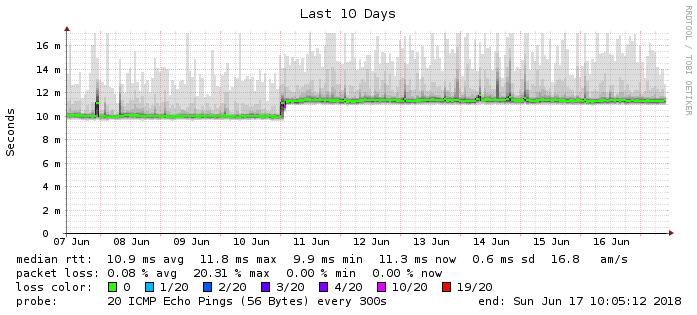 Last 10 Days
RRDTOOL / TOBI OETIKER
Seconds
16 m
14 m
12 m
10 m
8 m
6 m
4 m
2 m
0
07 Jun 08 Jun 09 Jun 10 Jun 11 Jun 12 Jun 13 Jun 14 Jun 15 Jun 16 Jun
median rtt: 10.9 ms avg 11.8 ms max 9.9 ms min 11.3 ms now 0.6 ms sd 16.8 am/s
packet loss: 0.08 % avg 20.31 % max 0.00 % min 0.00 % now
loss color: 0 1/20 2/20 3/20 4/20 10/20 19/20
probe: 20 ICMP Echo Pings (56 Bytes) every 300s end: Sun Jun 17 10:05:12 2018